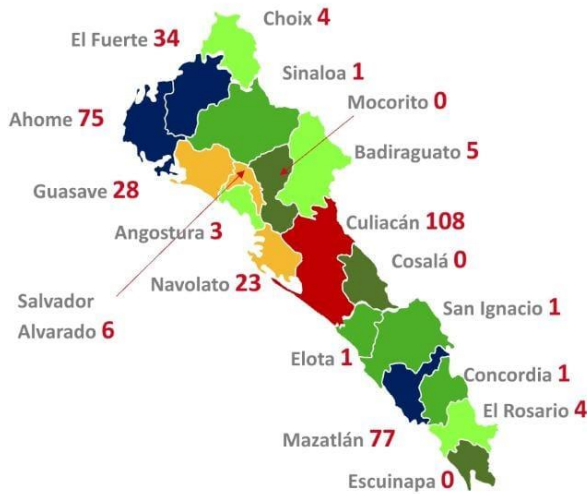 Choix 4
El Fuerte 34
Sinaloa 1
Mocorito 0
Ahome 75
Badiraguato 5
Guasave 28
Culiacán 108
Angostura 3
Cosalá 0
Navolato 23
Salvador
Alvarado 6
San Ignacio 1
Elota 1
Concordia 1
El Rosario 4
Mazatlán 77
Escuinapa 0